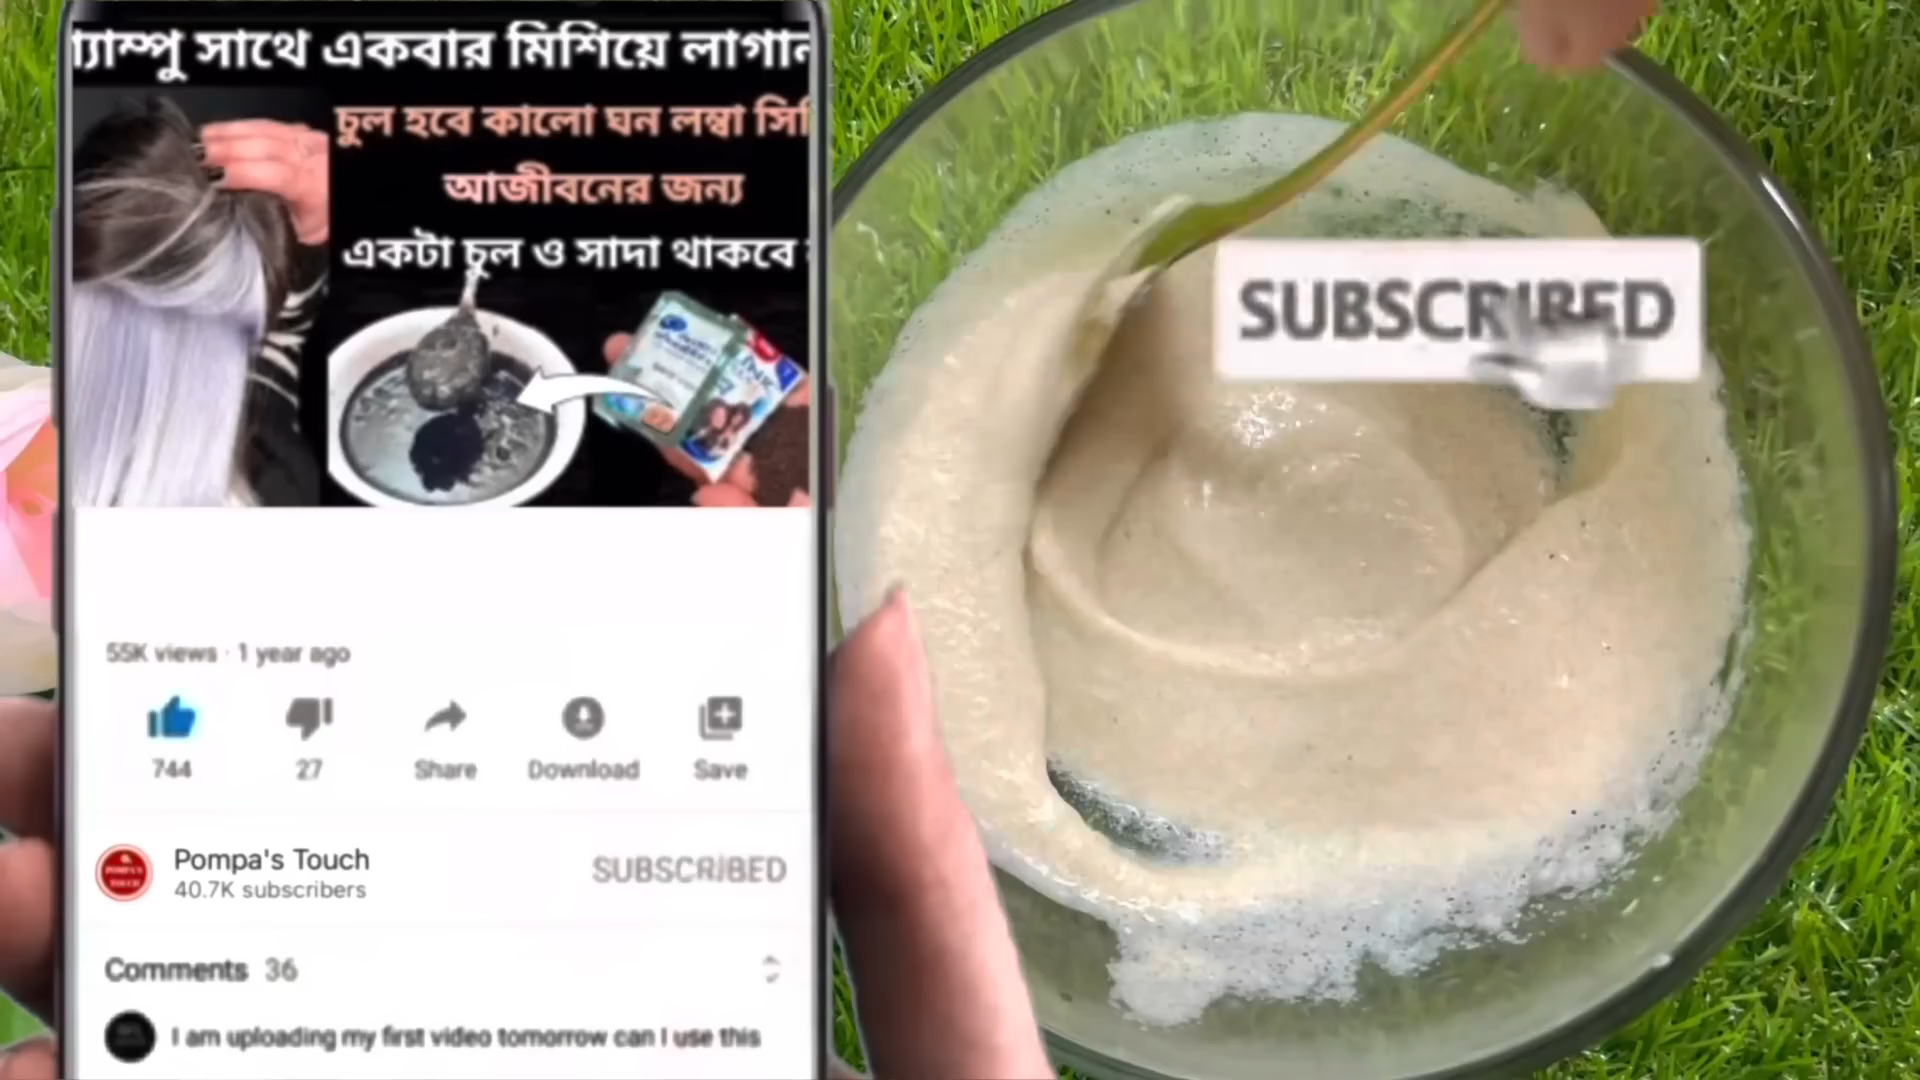 ্যাম্পু সাথে একবার মিশিয়ে লাগান
চুল হবে কালো ঘন লম্বা
আজীবনের জন্য
একটা চুল ও সাদা থাকবে
SUBSCRIBED
55K views · 1 year ago
744
27
Share
Download
Save
Pompa's Touch
40.7K subscribers
SUBSCRIBED
Comments 36
I am uploading my first video tomorrow can I use this